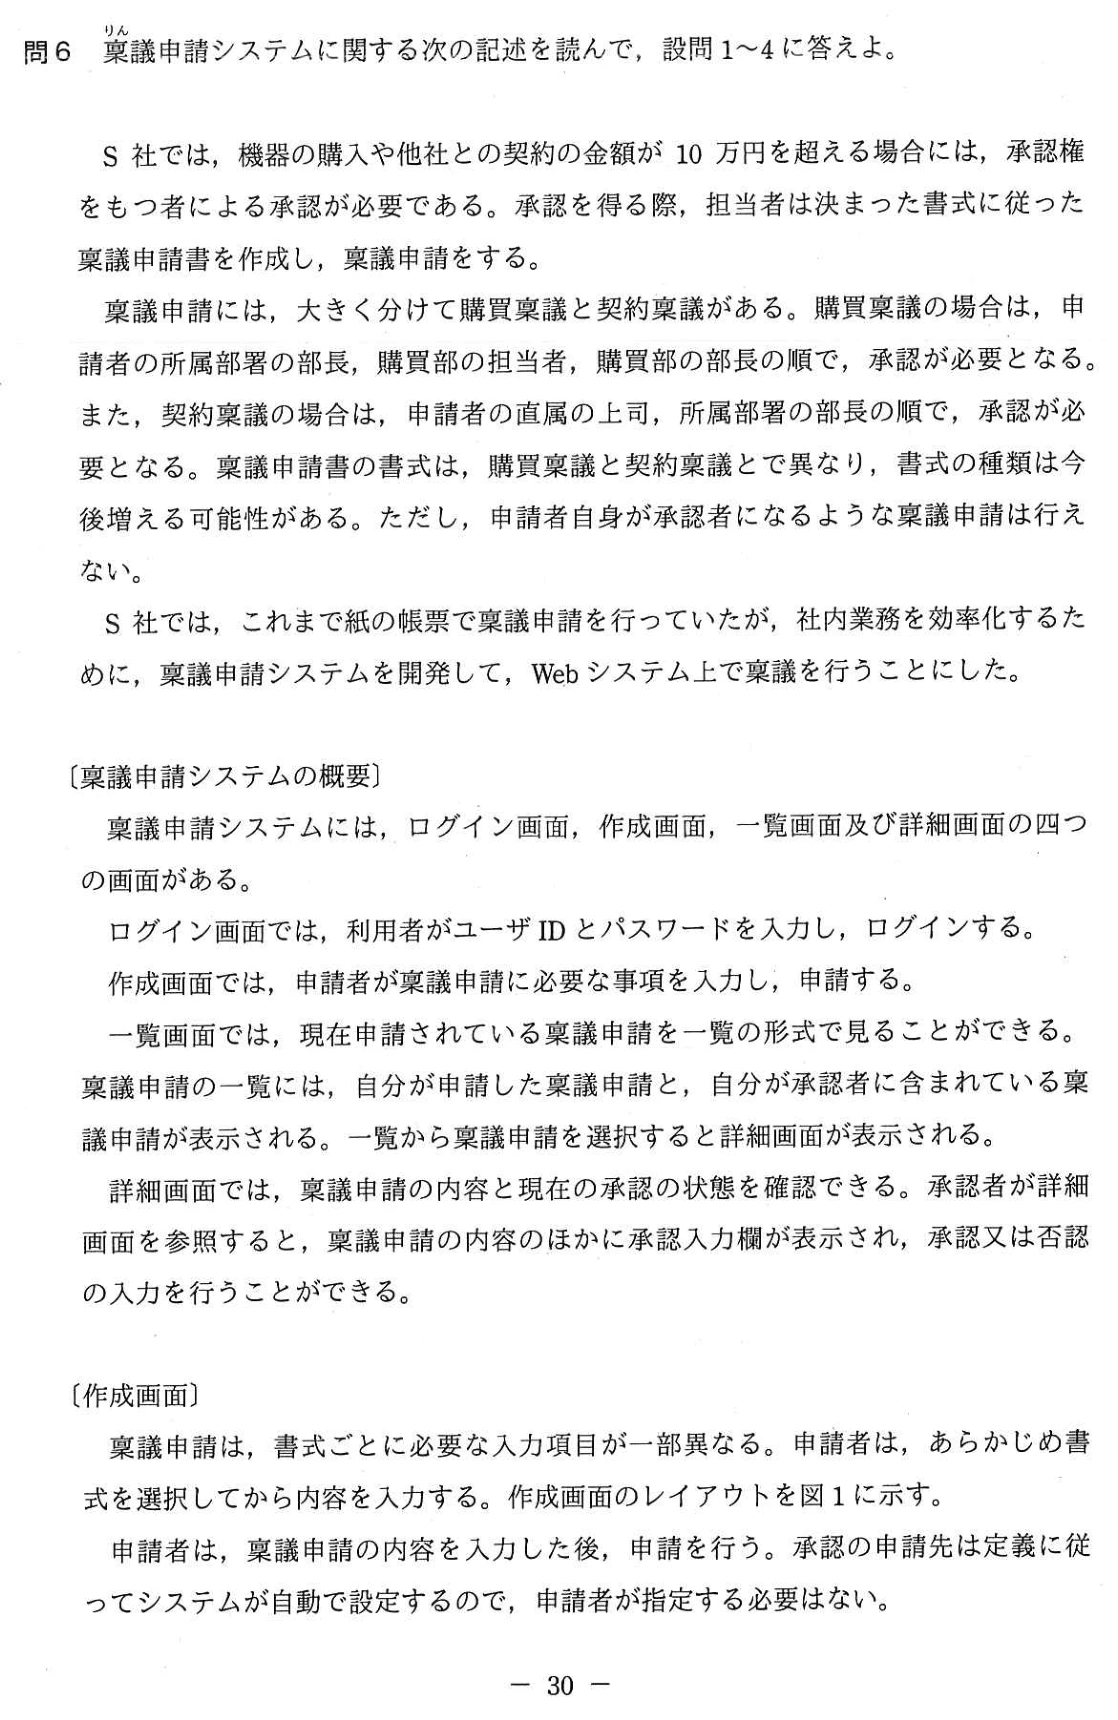 りん
問6　稟議申請システムに関する次の記述を読んで，設問1～4に答えよ。
S 社では，機器の購入や他社との契約の金額が 10 万円を超える場合には，承認権
をもつ者による承認が必要である。承認を得る際，担当者は決まった書式に従った
稟議申請書を作成し，稟議申請をする。
稟議申請には，大きく分けて購買稟議と契約稟議がある。購買稟議の場合は，申
請者の所属部署の部長，購買部の担当者，購買部の部長の順で，承認が必要となる。
また，契約稟議の場合は，申請者の直属の上司，所属部署の部長の順で，承認が必
要となる。稟議申請書の書式は，購買稟議と契約稟議とで異なり，書式の種類は今
後増える可能性がある。ただし，申請者自身が承認者になるような稟議申請は行え
ない。
S 社では，これまで紙の帳票で稟議申請を行っていたが，社内業務を効率化するた
めに，稟議申請システムを開発して，Web システム上で稟議を行うことにした。
〔稟議申請システムの概要〕
稟議申請システムには，ログイン画面，作成画面，一覧画面及び詳細画面の四つ
の画面がある。
ログイン画面では，利用者がユーザ ID とパスワードを入力し，ログインする。
作成画面では，申請者が稟議申請に必要な事項を入力し，申請する。
一覧画面では，現在申請されている稟議申請を一覧の形式で見ることができる。
稟議申請の一覧には，自分が申請した稟議申請と，自分が承認者に含まれている稟
議申請が表示される。一覧から稟議申請を選択すると詳細画面が表示される。
詳細画面では，稟議申請の内容と現在の承認の状態を確認できる。承認者が詳細
画面を参照すると，稟議申請の内容のほかに承認入力欄が表示され，承認又は否認
の入力を行うことができる。
〔作成画面〕
稟議申請は，書式ごとに必要な入力項目が一部異なる。申請者は，あらかじめ書
式を選択してから内容を入力する。作成画面のレイアウトを図1に示す。
申請者は，稟議申請の内容を入力した後，申請を行う。承認の申請先は定義に従
ってシステムが自動で設定するので，申請者が指定する必要はない。
－ 30 －